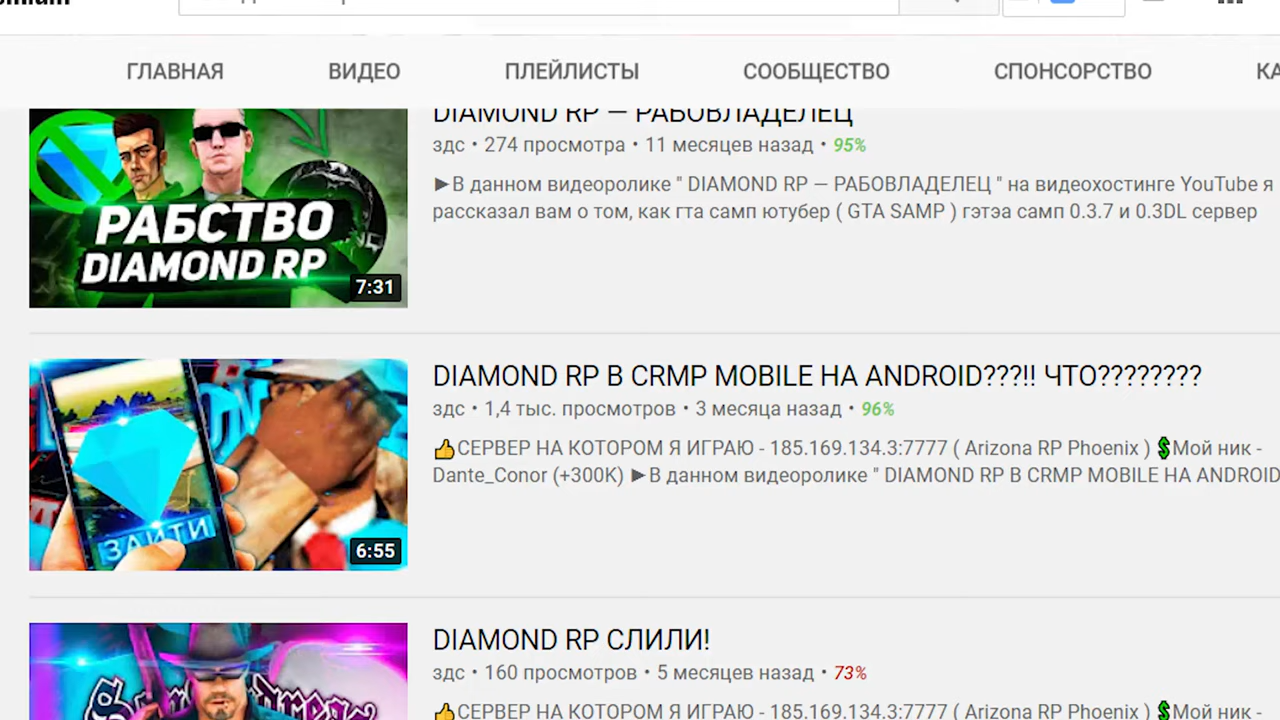 ГЛАВНАЯ ВИДЕО ПЛЕЙЛИСТЫ СООБЩЕСТВО СПОНСОРСТВО КА
DIAMOND RP — РАБОВЛАДЕЛЕЦ
здс • 274 просмотра • 11 месяцев назад • 95%
►В данном видеоролике " DIAMOND RP — РАБОВЛАДЕЛЕЦ " на видеохостинге YouTube я
рассказал вам о том, как гта самп ютубер ( GTA SAMP ) гэтэа самп 0.3.7 и 0.3DL сервер
РАБСТВО
DIAMOND RP
7:31
DIAMOND RP В CRMP MOBILE НА ANDROID???!! ЧТО????????
здс • 1,4 тыс. просмотров • 3 месяца назад • 96%
👍СЕРВЕР НА КОТОРОМ Я ИГРАЮ - 185.169.134.3:7777 ( Arizona RP Phoenix ) 💲Мой ник -
Dante_Conor (+300K) ►В данном видеоролике " DIAMOND RP В CRMP MOBILE НА ANDROID
ЗАЙТИ
6:55
DIAMOND RP СЛИЛИ!
здс • 160 просмотров • 5 месяцев назад • 73%
👍СЕРВЕР НА КОТОРОМ Я ИГРАЮ - 185.169.134.3:7777 ( Arizona RP Phoenix ) 💲Мой ник -